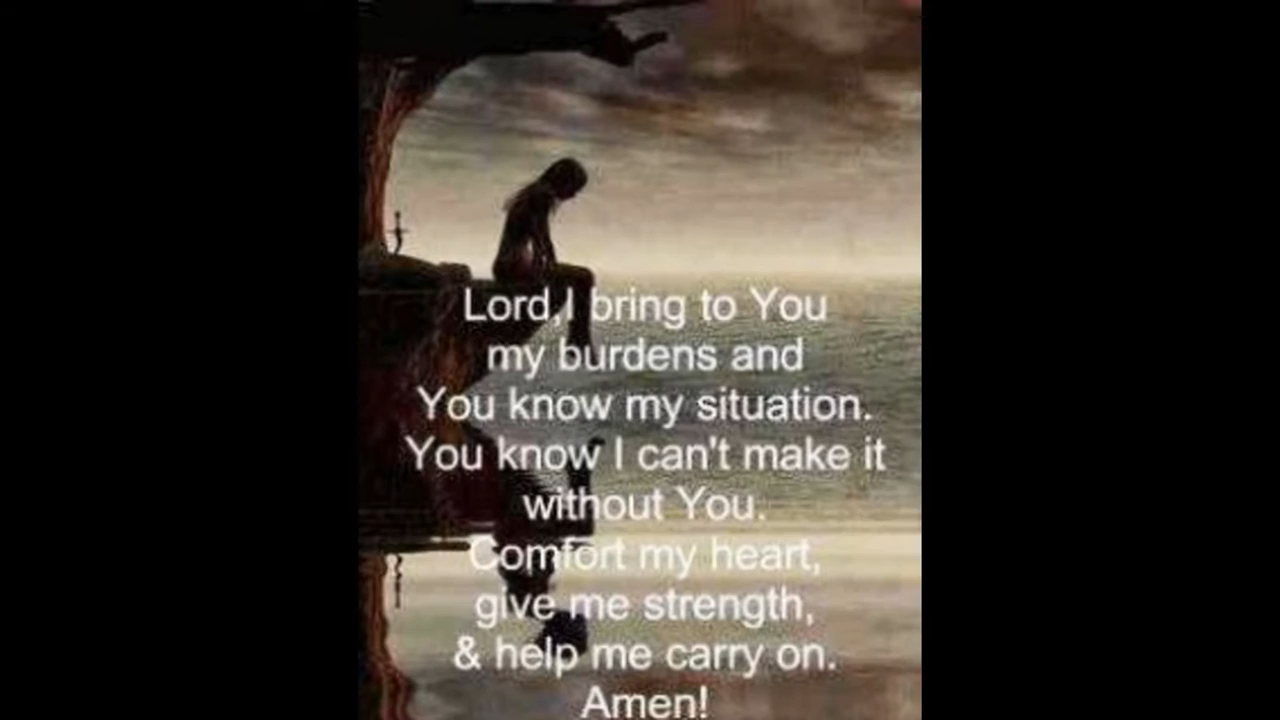 Lord,I bring to You
my burdens and
You know my situation.
You know I can't make it
without You.
Comfort my heart,
give me strength,
& help me carry on.
Amen!